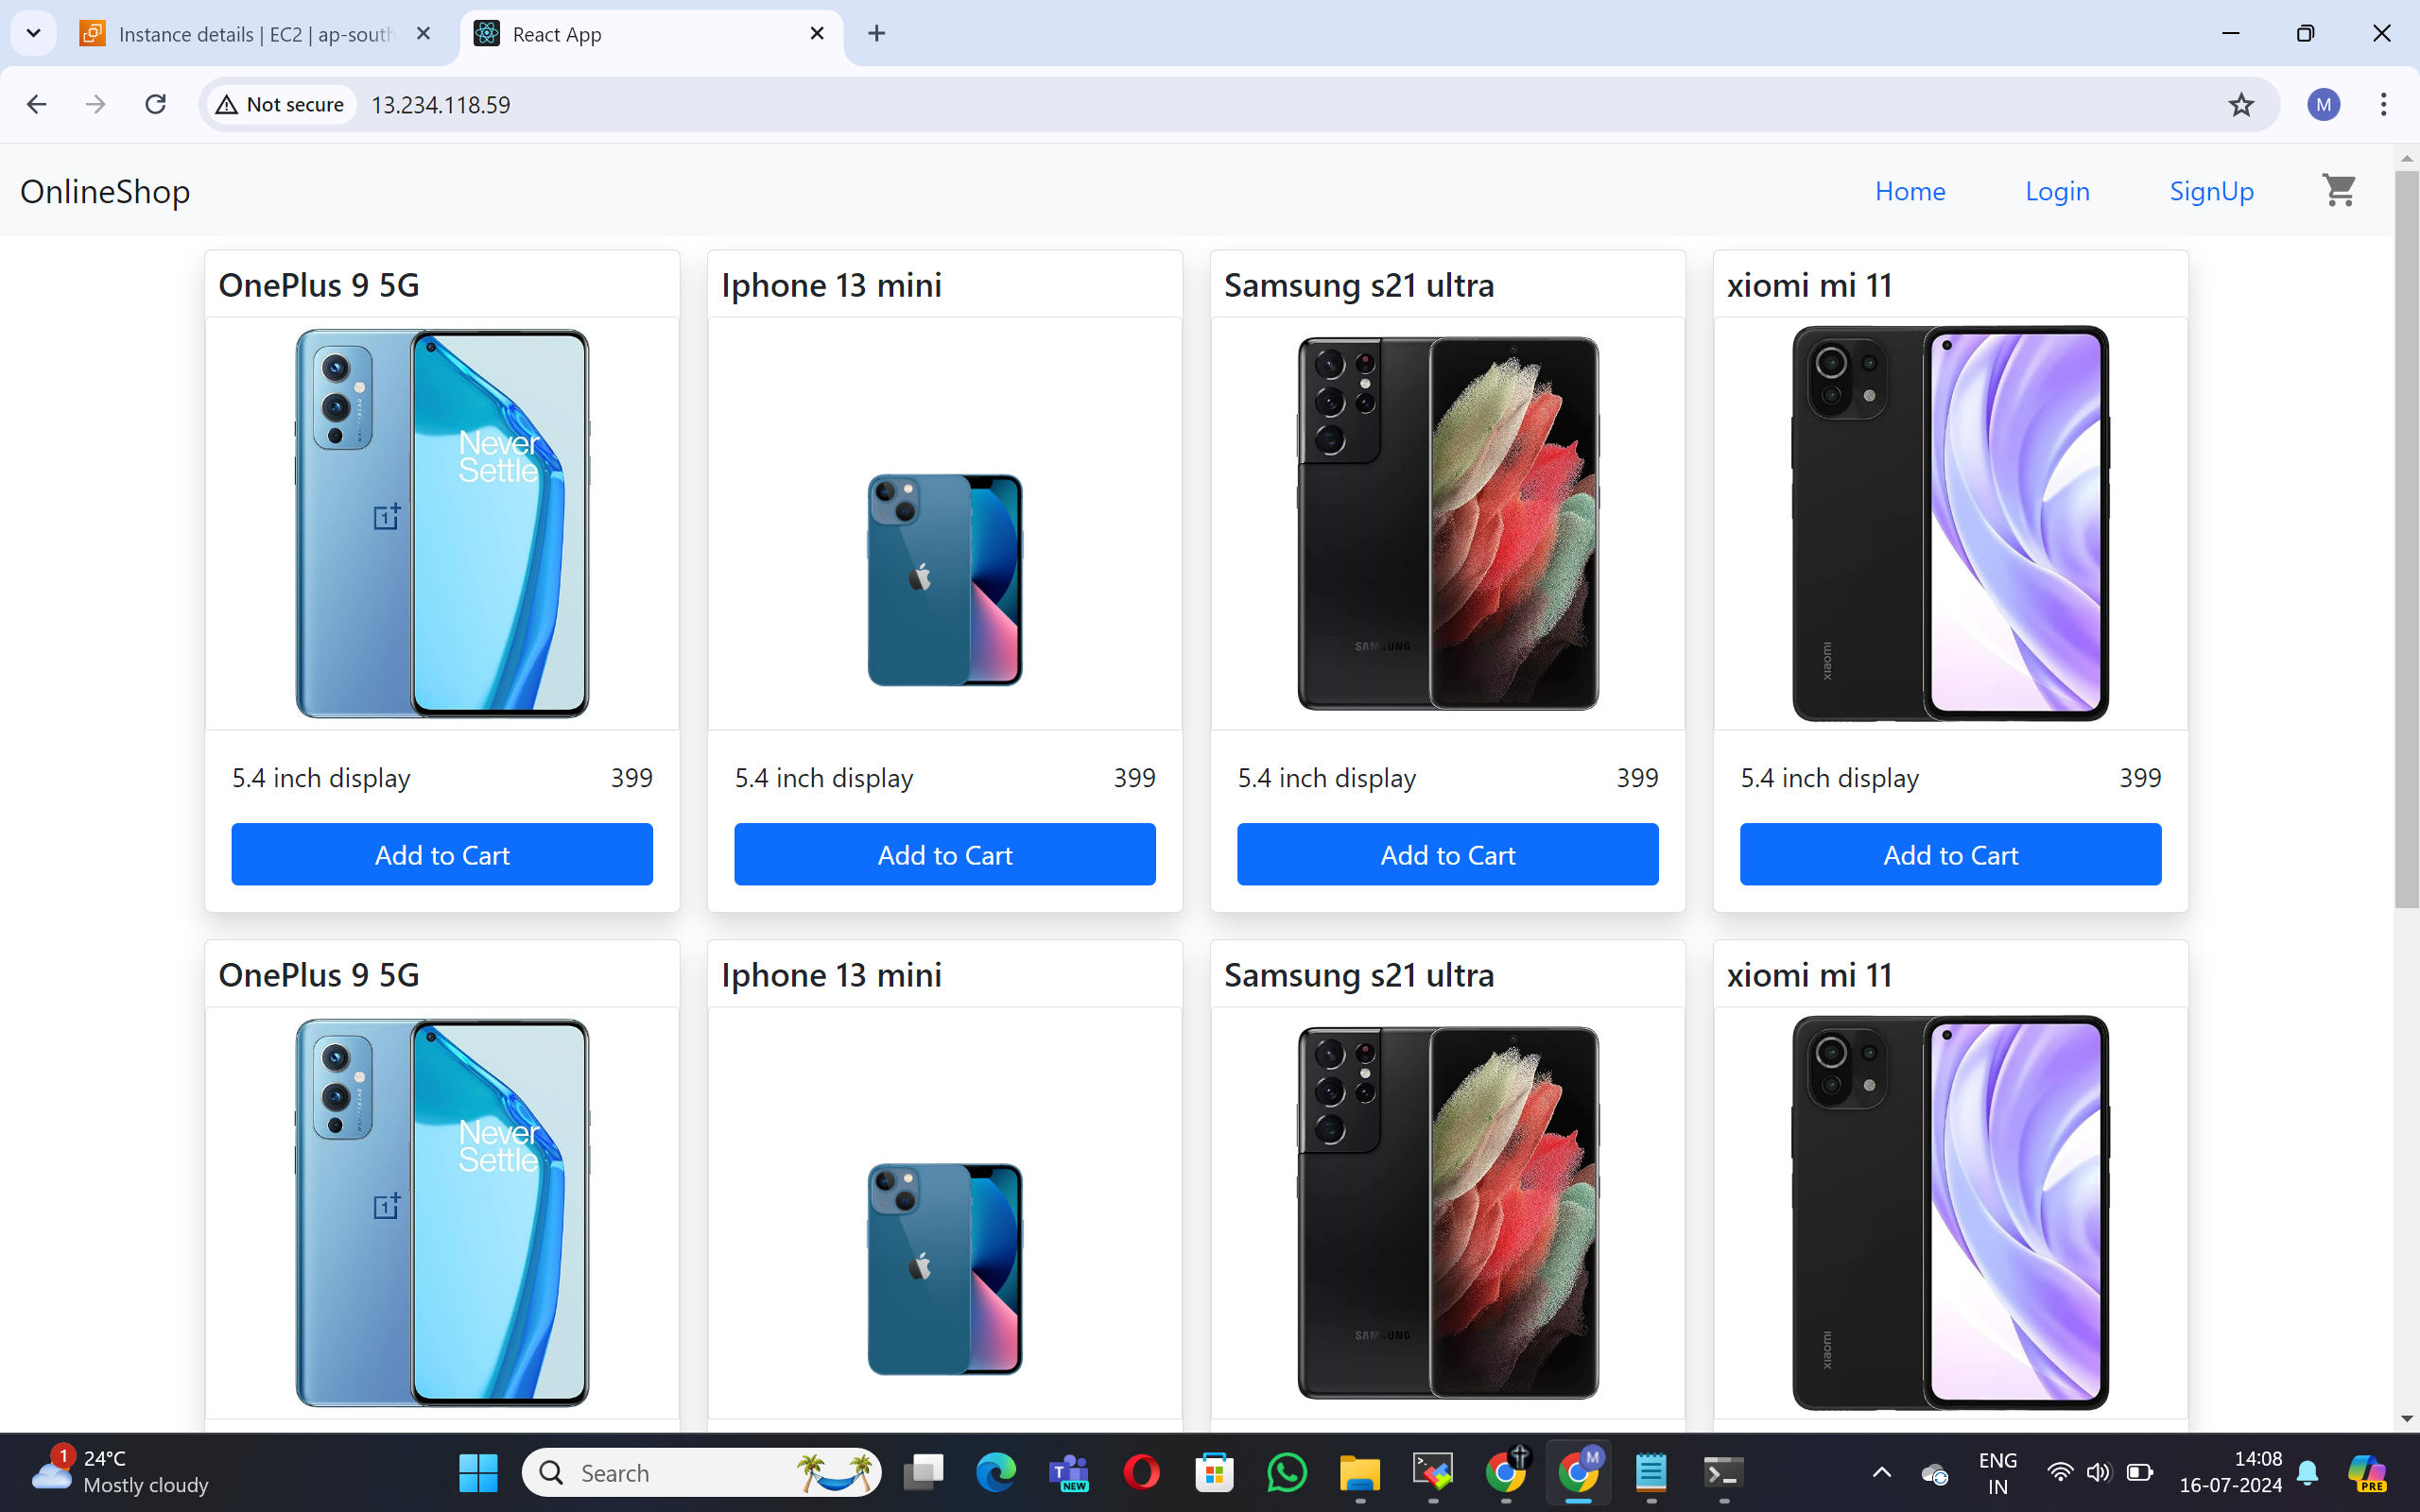 Instance details | EC2 | ap-south
React App
Not secure
13.234.118.59
M
OnlineShop
Home
Login
SignUp
OnePlus 9 5G
Iphone 13 mini
Samsung s21 ultra
xiomi mi 11
Never
Settle
SAMSUNG
xiaomi
5.4 inch display
399
5.4 inch display
399
5.4 inch display
399
5.4 inch display
399
Add to Cart
Add to Cart
Add to Cart
Add to Cart
OnePlus 9 5G
Iphone 13 mini
Samsung s21 ultra
xiomi mi 11
Never
Settle
SAMSUNG
xiaomi
1
24°C
Mostly cloudy
Search
T
NEW
M
ENG
IN
14:08
16-07-2024
PRE